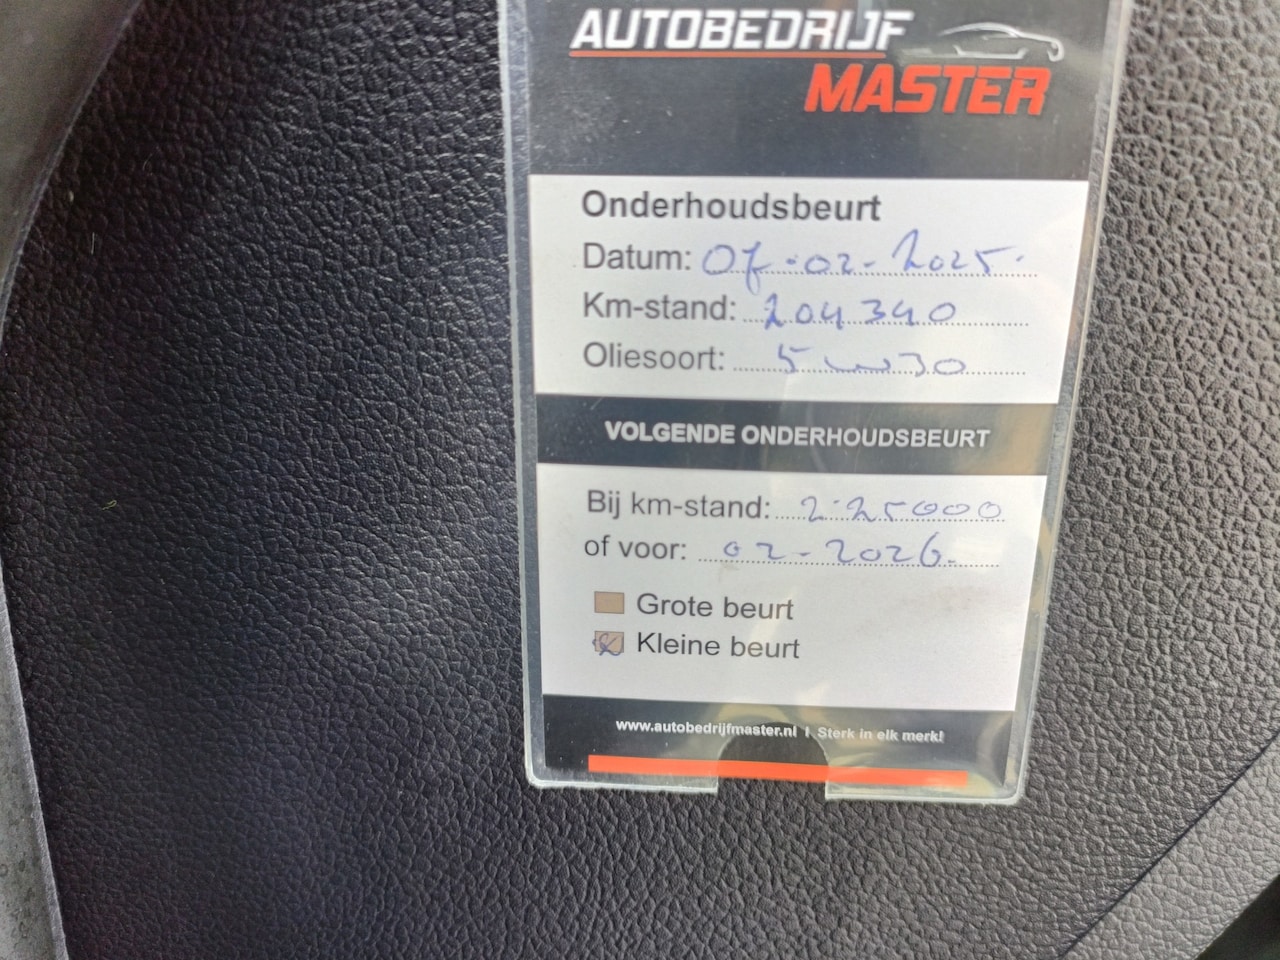 AUTOBEDRIJF
MASTER
Onderhoudsbeurt
Datum: 07-02-2025.
Km-stand: 204340
Oliesoort: 5w30
VOLGENDE ONDERHOUDSBEURT
Bij km-stand: 225000
of voor: 02-2026.
Grote beurt
Kleine beurt
www.autobedrijfmaster.nl | Sterk in elk merk!